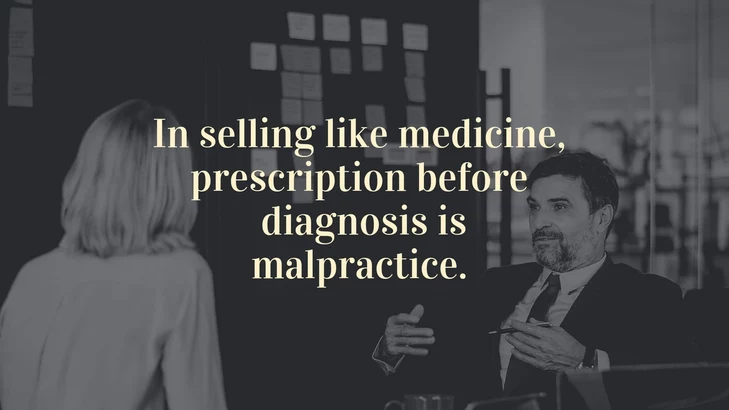 In selling like medicine,
prescription before
diagnosis is
malpractice.